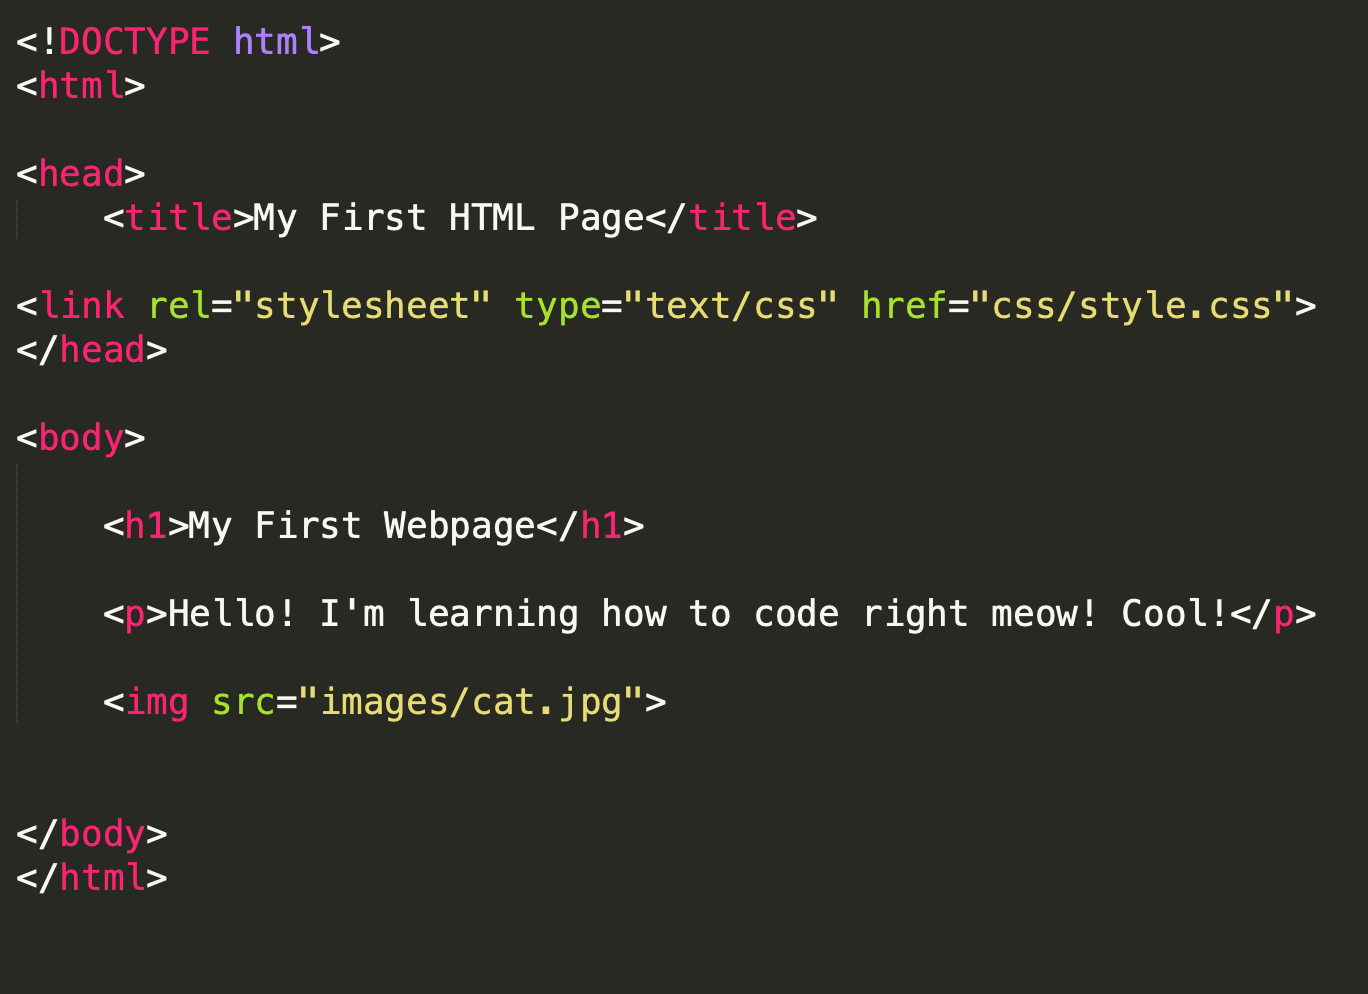 <!DOCTYPE html>
<html>
<head>
<title>My First HTML Page</title>
<link rel="stylesheet" type="text/css" href="css/style.css">
</head>
<body>
<h1>My First Webpage</h1>
<p>Hello! I'm learning how to code right meow! Cool!</p>
<img src="images/cat.jpg">
</body>
</html>